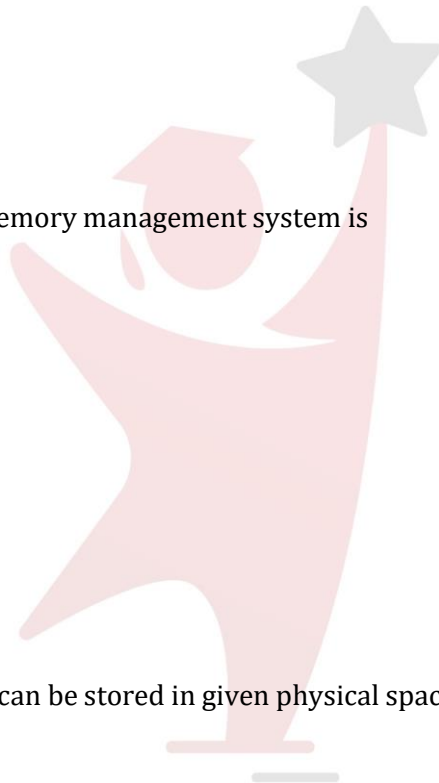 emory management system is
can be stored in given physical spac